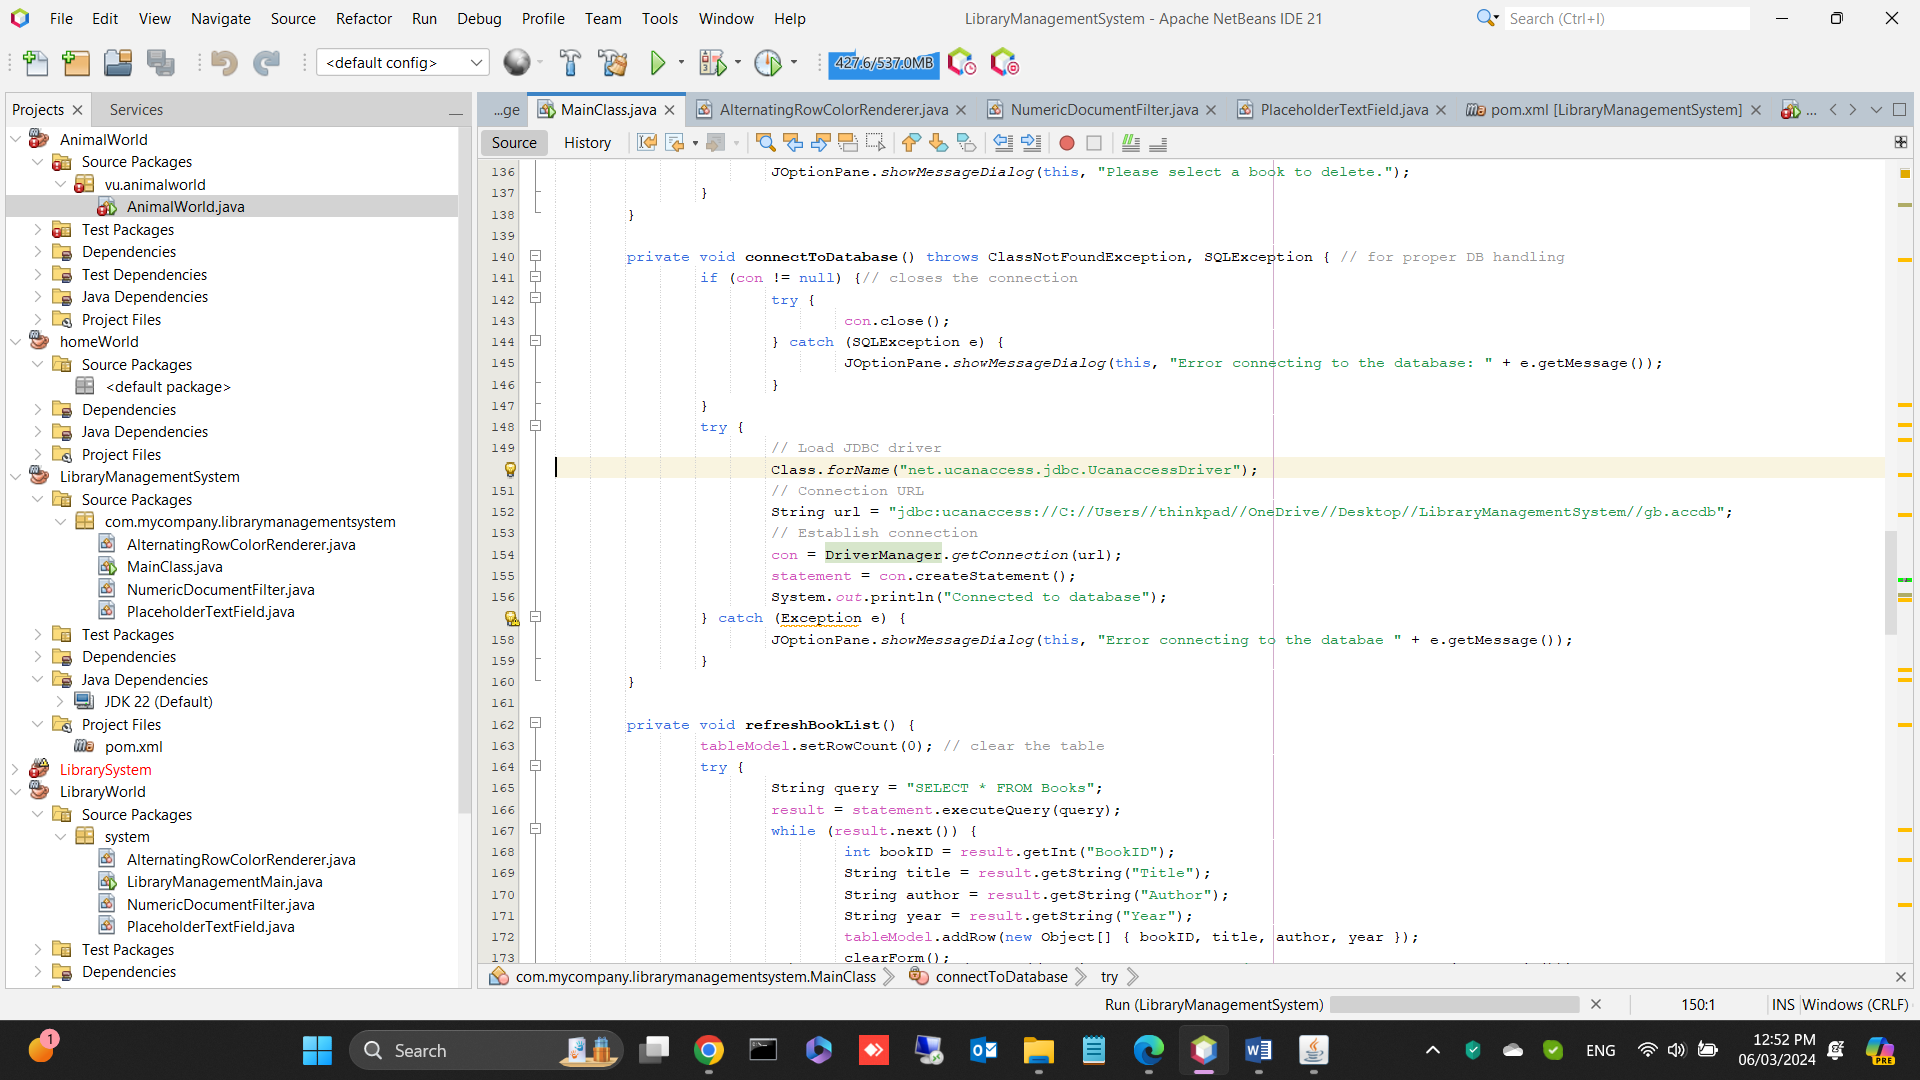 File Edit View Navigate Source Refactor Run Debug Profile Team Tools Window Help
LibraryManagementSystem - Apache NetBeans IDE 21
Search (Ctrl+I)
<default config>
427.6/537.0MB
Projects
Services
AnimalWorld
Source Packages
vu.animalworld
AnimalWorld.java
Test Packages
Dependencies
Test Dependencies
Java Dependencies
Project Files
homeWorld
Source Packages
<default package>
Dependencies
Java Dependencies
Project Files
LibraryManagementSystem
Source Packages
com.mycompany.librarymanagementsystem
AlternatingRowColorRenderer.java
MainClass.java
NumericDocumentFilter.java
PlaceholderTextField.java
Test Packages
Dependencies
Java Dependencies
JDK 22 (Default)
Project Files
pom.xml
LibrarySystem
LibraryWorld
Source Packages
system
AlternatingRowColorRenderer.java
LibraryManagementMain.java
NumericDocumentFilter.java
PlaceholderTextField.java
Test Packages
Dependencies
...ge MainClass.java AlternatingRowColorRenderer.java NumericDocumentFilter.java PlaceholderTextField.java pom.xml [LibraryManagementSystem] ...
Source History
136 JOptionPane.showMessageDialog(this, "Please select a book to delete.");
137 }
138 }
139
140 private void connectToDatabase() throws ClassNotFoundException, SQLException { // for proper DB handling
141 if (con != null) {// closes the connection
142 try {
143 con.close();
144 } catch (SQLException e) {
145 JOptionPane.showMessageDialog(this, "Error connecting to the database: " + e.getMessage());
146 }
147 }
148 try {
149 // Load JDBC driver
Class.forName("net.ucanaccess.jdbc.UcanaccessDriver");
151 // Connection URL
152 String url = "jdbc:ucanaccess://C://Users//thinkpad//OneDrive//Desktop//LibraryManagementSystem//gb.accdb";
153 // Establish connection
154 con = DriverManager.getConnection(url);
155 statement = con.createStatement();
156 System.out.println("Connected to database");
} catch (Exception e) {
158 JOptionPane.showMessageDialog(this, "Error connecting to the databae " + e.getMessage());
159 }
160 }
161
162 private void refreshBookList() {
163 tableModel.setRowCount(0); // clear the table
164 try {
165 String query = "SELECT * FROM Books";
166 result = statement.executeQuery(query);
167 while (result.next()) {
168 int bookID = result.getInt("BookID");
169 String title = result.getString("Title");
170 String author = result.getString("Author");
171 String year = result.getString("Year");
172 tableModel.addRow(new Object[] { bookID, title, author, year });
173 clearForm();
com.mycompany.librarymanagementsystem.MainClass connectToDatabase try
Run (LibraryManagementSystem)
150:1 INS Windows (CRLF)
1
Search
ENG
12:52 PM
06/03/2024
PRE